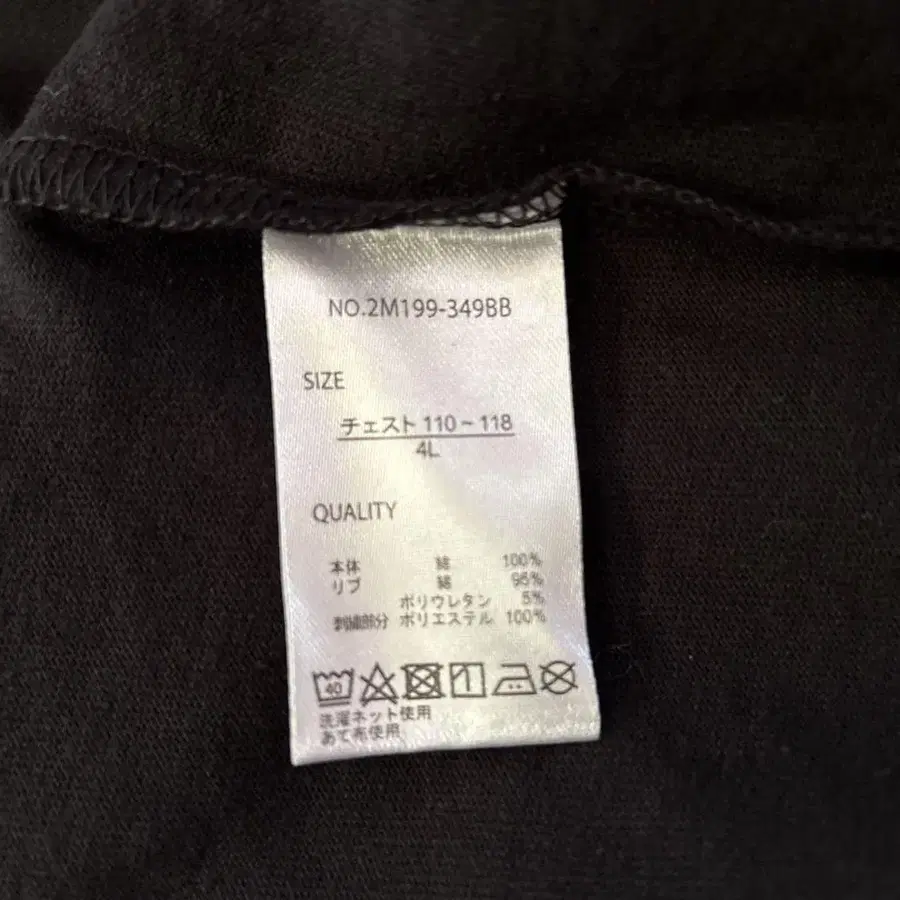 NO.2M199-349BB
SIZE
チェスト 110~118
4L
QUALITY
本体 綿 100%
リブ 綿 95%
ポリウレタン 5%
刺繍部分 ポリエステル 100%
40
洗濯ネット使用
あて布使用